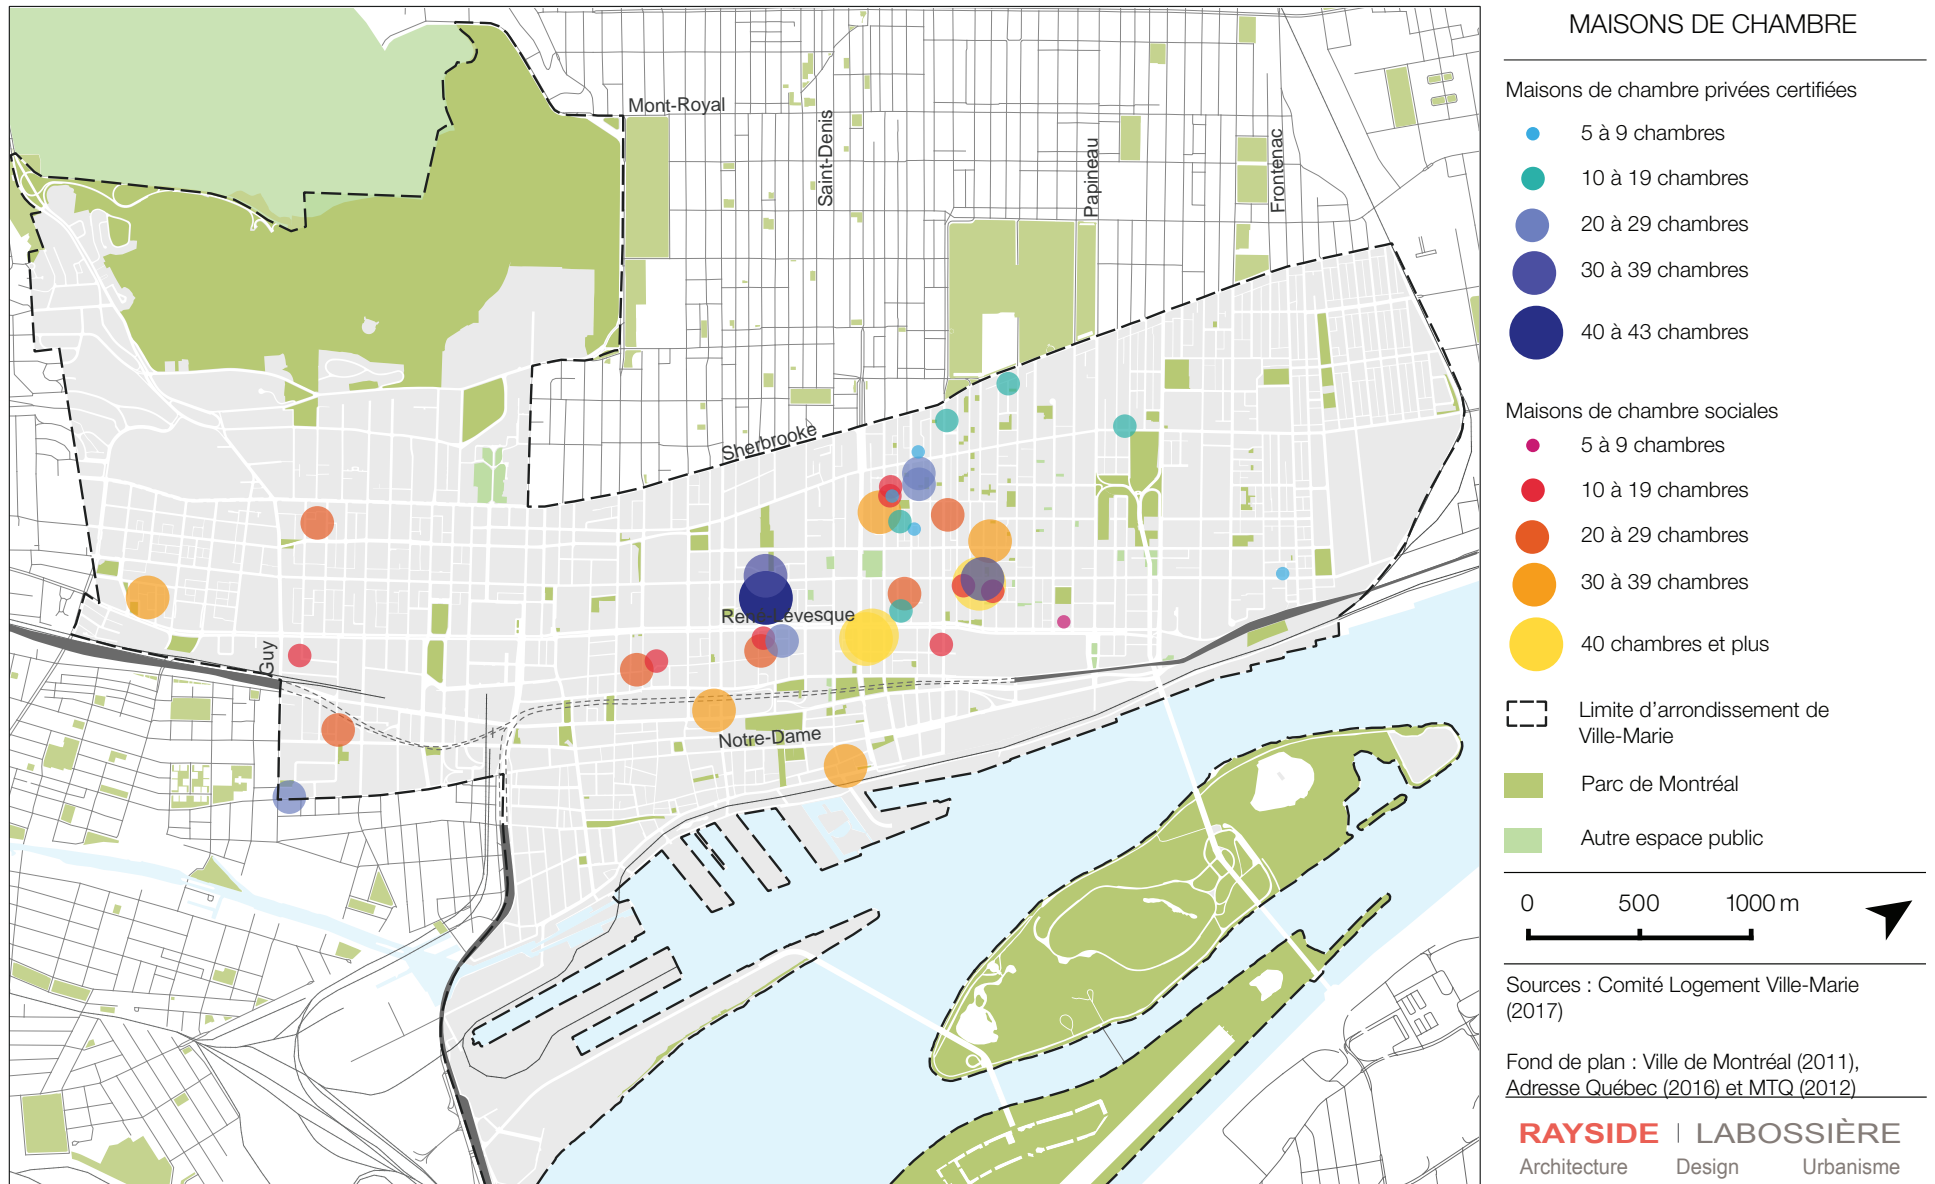 Mont-Royal
Saint-Denis
Papineau
Frontenac
Sherbrooke
René-Lévesque
Guy
Notre-Dame
MAISONS DE CHAMBRE
Maisons de chambre privées certifiées
5 à 9 chambres
10 à 19 chambres
20 à 29 chambres
30 à 39 chambres
40 à 43 chambres
Maisons de chambre sociales
5 à 9 chambres
10 à 19 chambres
20 à 29 chambres
30 à 39 chambres
40 chambres et plus
Limite d'arrondissement de
Ville-Marie
Parc de Montréal
Autre espace public
0 500 1000 m
Sources : Comité Logement Ville-Marie
(2017)
Fond de plan : Ville de Montréal (2011),
Adresse Québec (2016) et MTQ (2012)
RAYSIDE | LABOSSIÈRE
Architecture Design Urbanisme